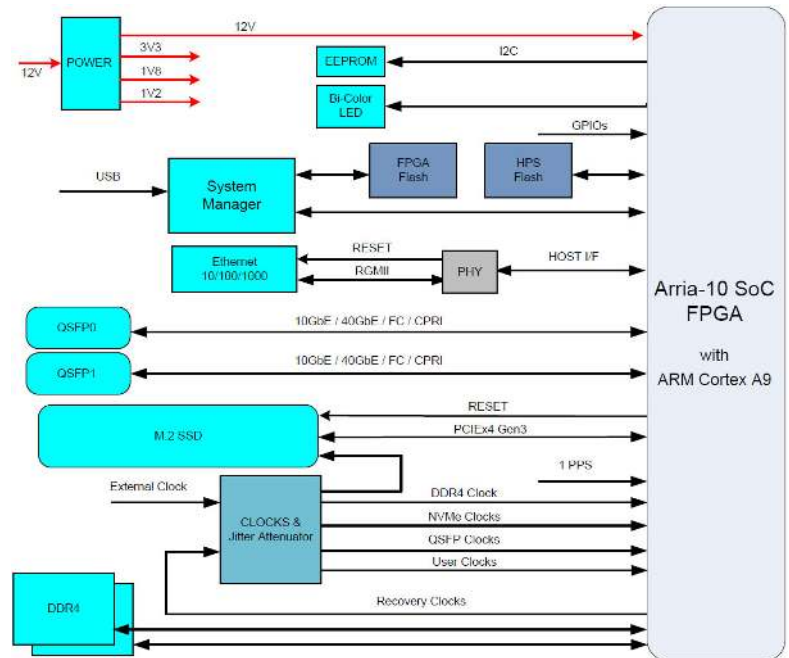 12V
POWER
12V
3V3
1V8
1V2
EEPROM
I2C
Bi-Color
LED
GPIOs
USB
System
Manager
FPGA
Flash
HPS
Flash
Ethernet
10/100/1000
RESET
RGMII
PHY
HOST I/F
Arria-10 SoC
FPGA
with
ARM Cortex A9
QSFP0
10GbE / 40GbE / FC / CPRI
QSFP1
10GbE / 40GbE / FC / CPRI
M.2 SSD
RESET
PCIEx4 Gen3
1 PPS
External Clock
CLOCKS &
Jitter Attenuator
DDR4 Clock
NVMe Clocks
QSFP Clocks
User Clocks
Recovery Clocks
DDR4